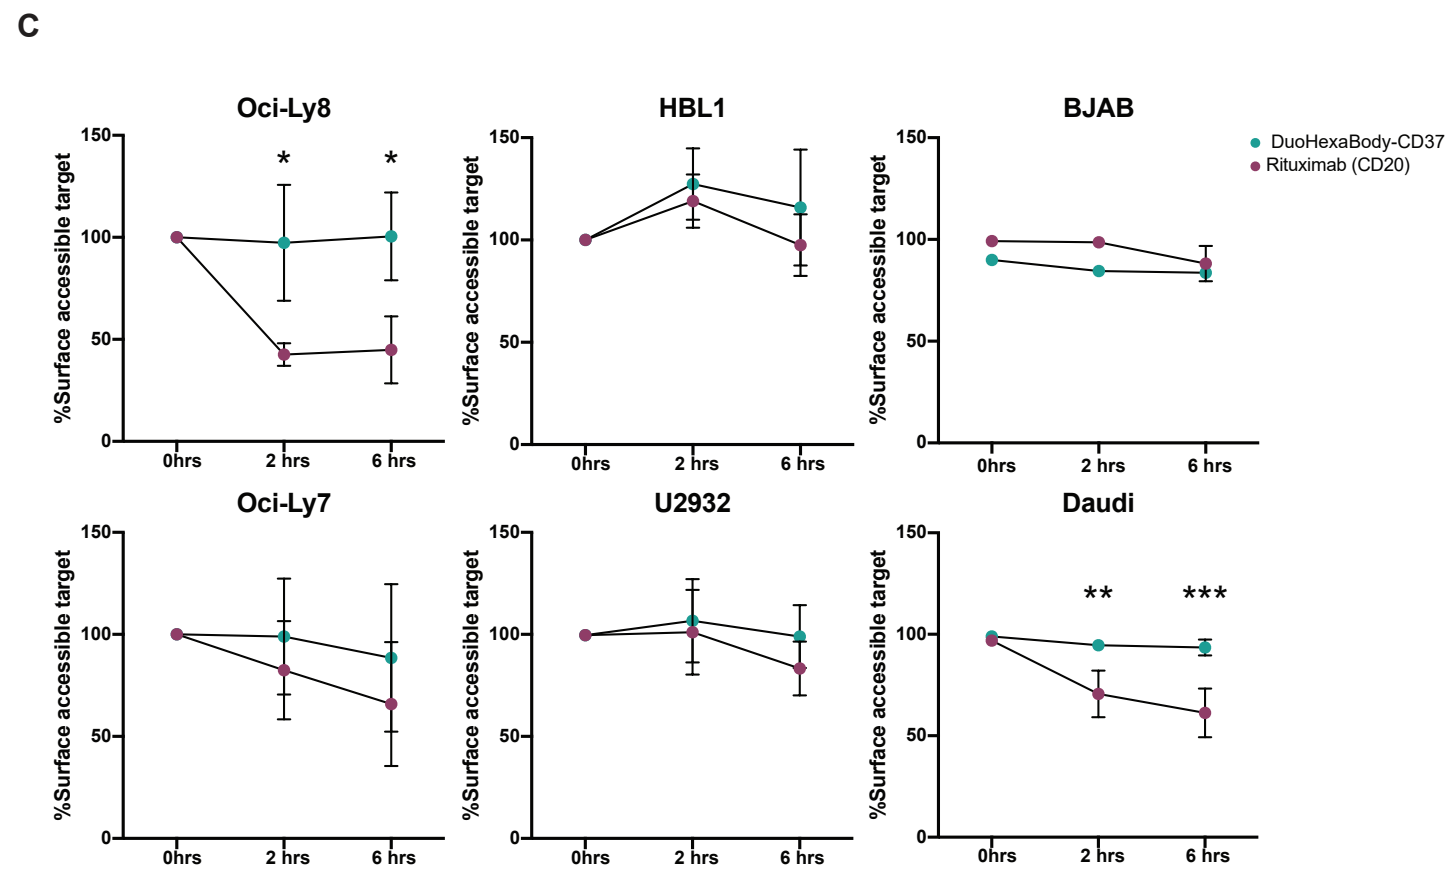 C
Oci-Ly8
%Surface accessible target
150
100
50
0
* *
0hrs 2 hrs 6 hrs
HBL1
%Surface accessible target
150
100
50
0
0hrs 2 hrs 6 hrs
BJAB
%Surface accessible target
150
100
50
0
0hrs 2 hrs 6 hrs
DuoHexaBody-CD37
Rituximab (CD20)
Oci-Ly7
%Surface accessible target
150
100
50
0
0hrs 2 hrs 6 hrs
U2932
%Surface accessible target
150
100
50
0
0hrs 2 hrs 6 hrs
Daudi
%Surface accessible target
150
100
50
0
** ***
0hrs 2 hrs 6 hrs